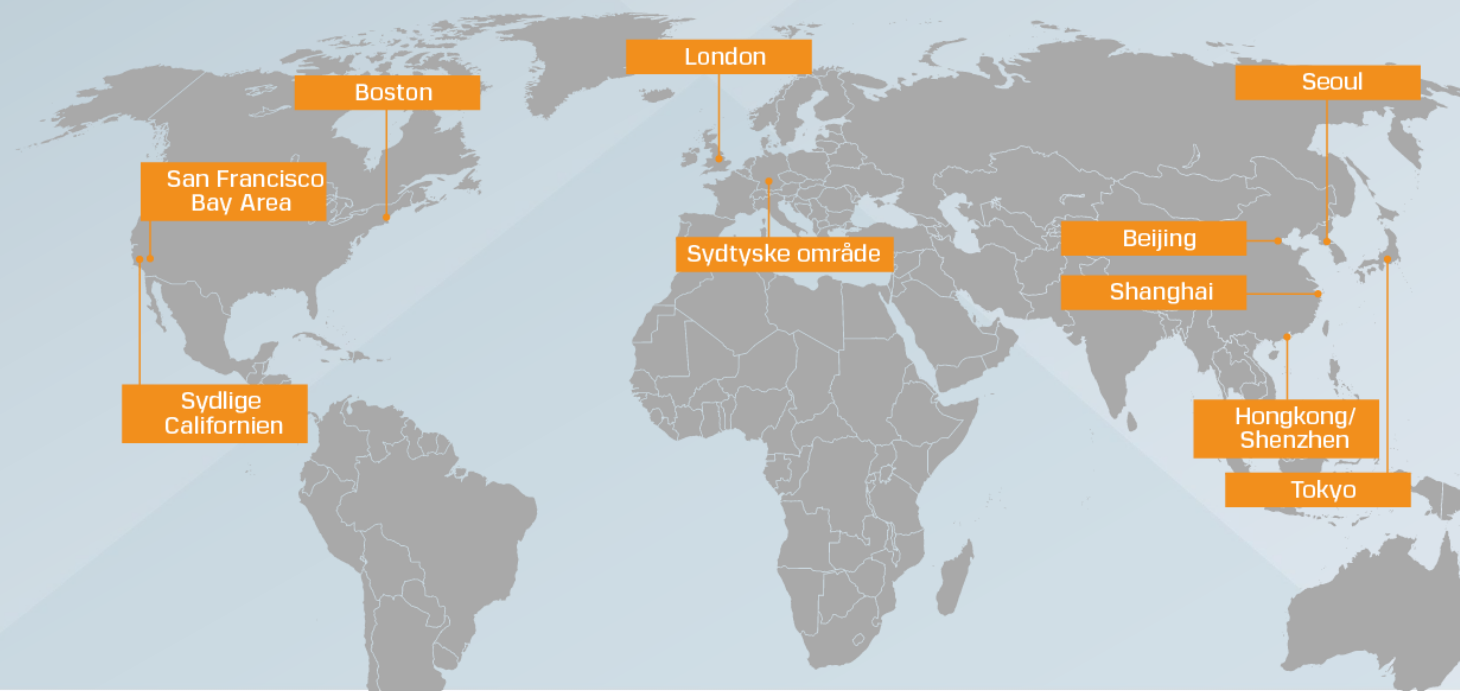 London
Seoul
Boston
San Francisco
Bay Area
Beijing
Sydtyske område
Shanghai
Sydlige
Californien
Hongkong/
Shenzhen
Tokyo